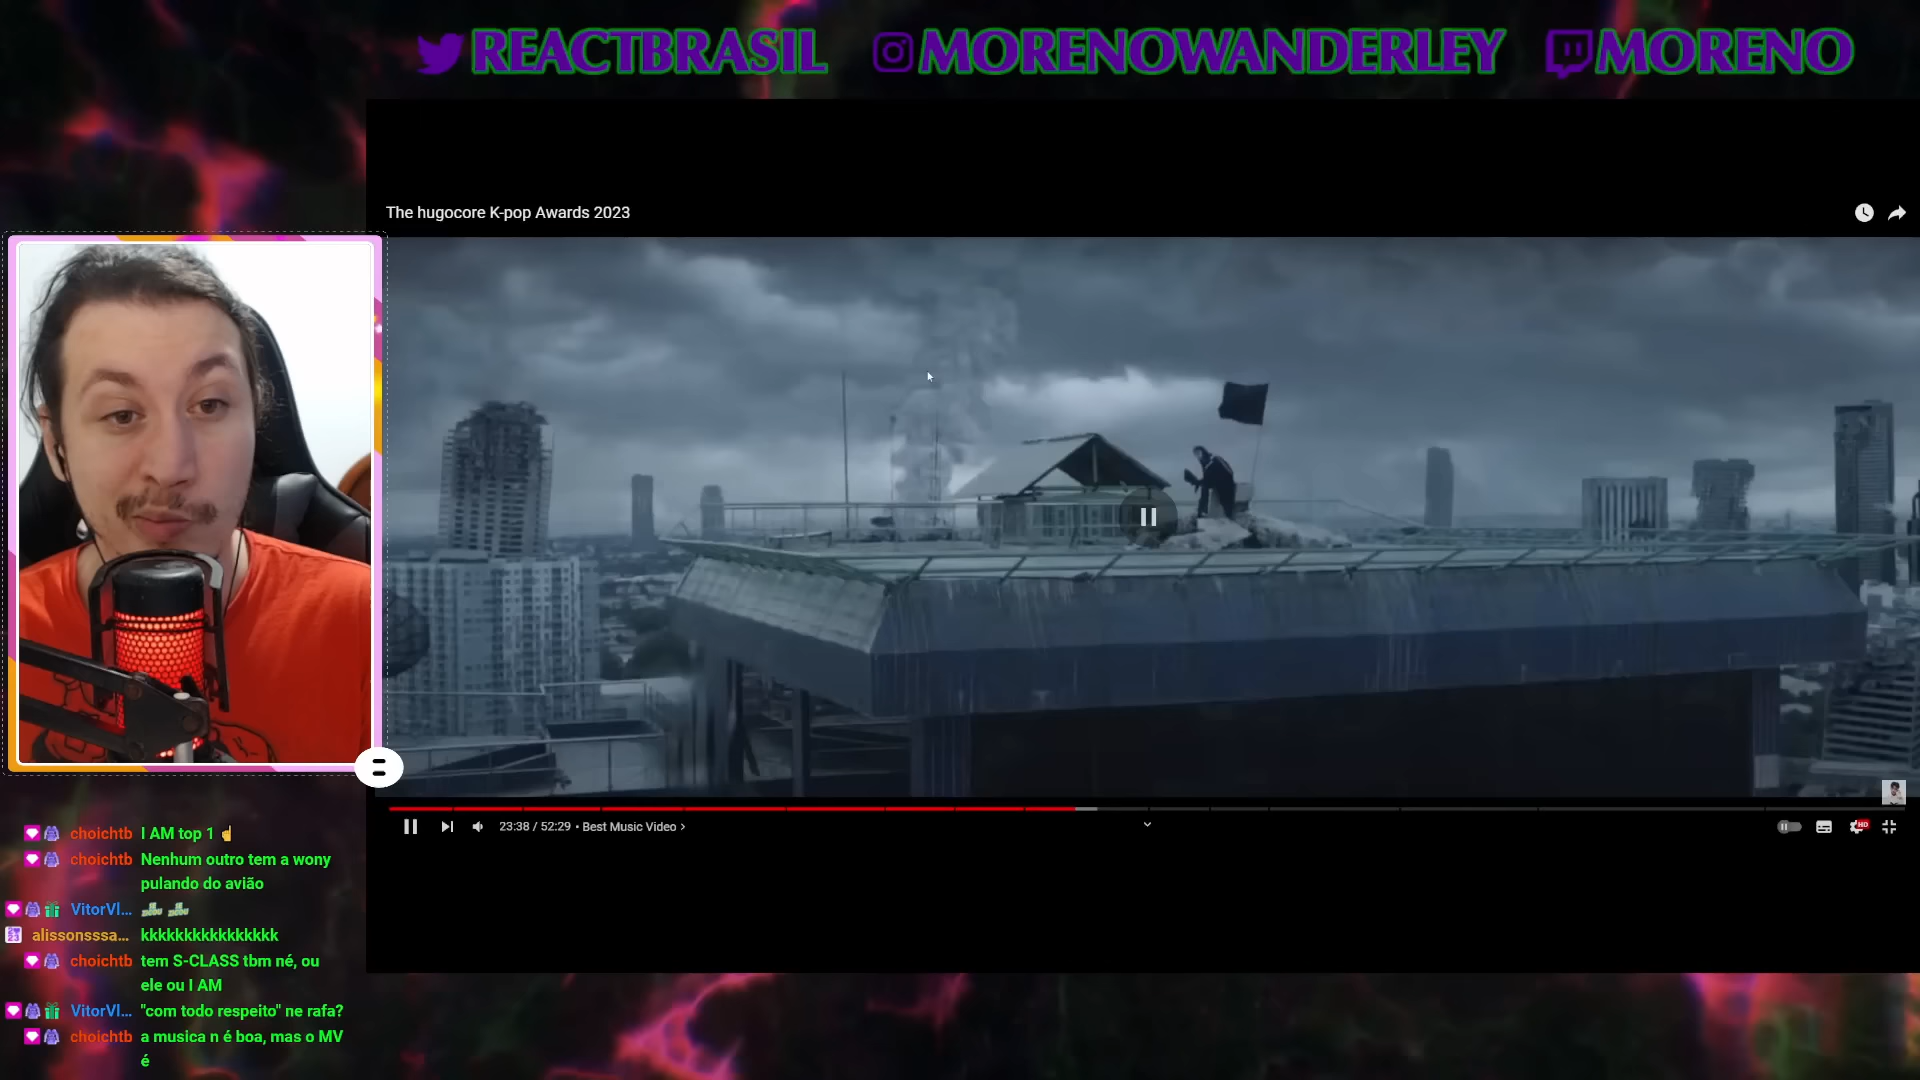 REACTBRASIL MORENOWANDERLEY MORENO
The hugocore K-pop Awards 2023
23:38 / 52:29 • Best Music Video
HD
choichtb I AM top 1
choichtb Nenhum outro tem a wony
pulando do avião
VitorVl...
alissonsssa... kkkkkkkkkkkkkkkk
choichtb tem S-CLASS tbm né, ou
ele ou I AM
VitorVl... "com todo respeito" ne rafa?
choichtb a musica n é boa, mas o MV
é